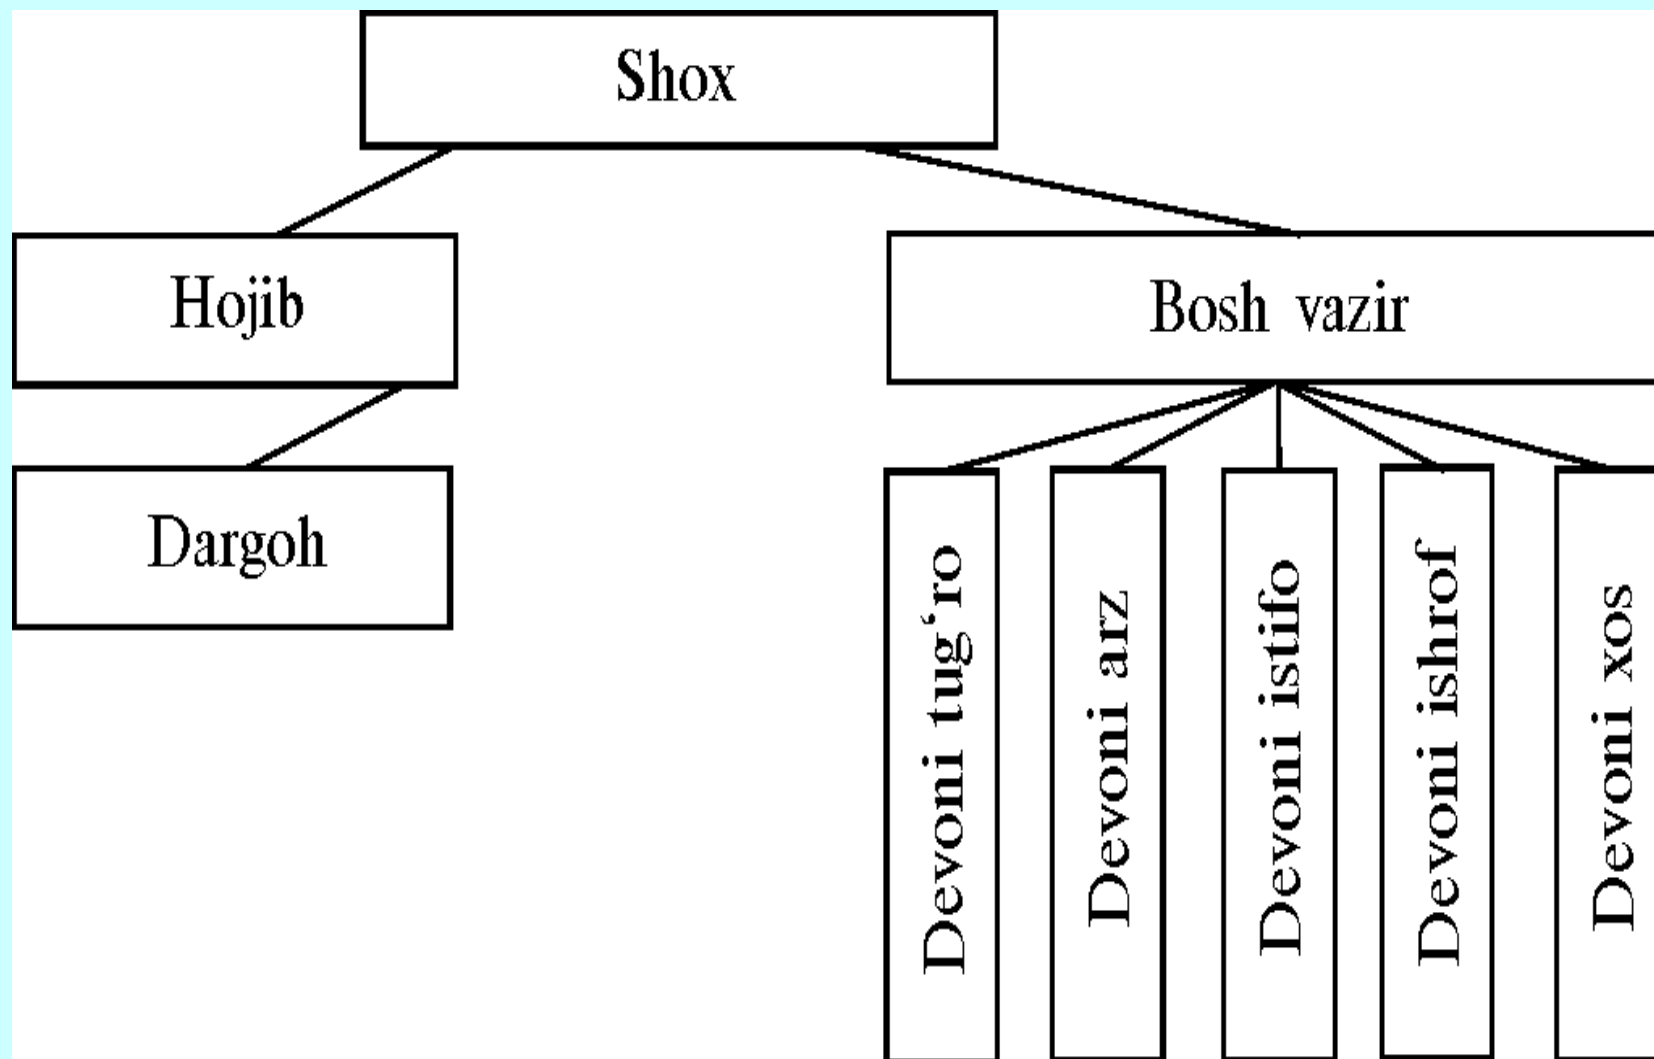 Shox
Hojib
Bosh vazir
Dargoh
Devoni tug‘ro
Devoni arz
Devoni istifo
Devoni ishrof
Devoni xos